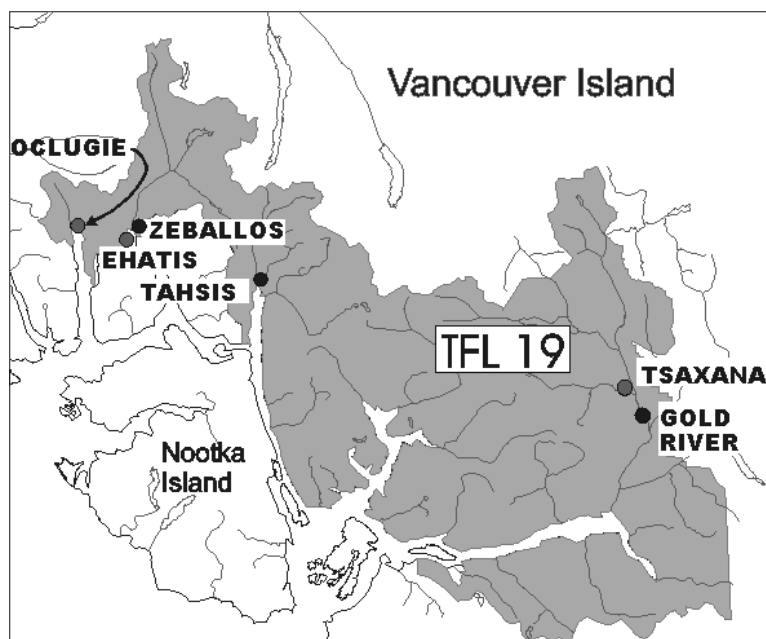 Vancouver Island
OCLUGIE
ZEBALLOS
EHATIS
TAHSIS
TFL 19
TSAXANA
GOLD
RIVER
Nootka
Island